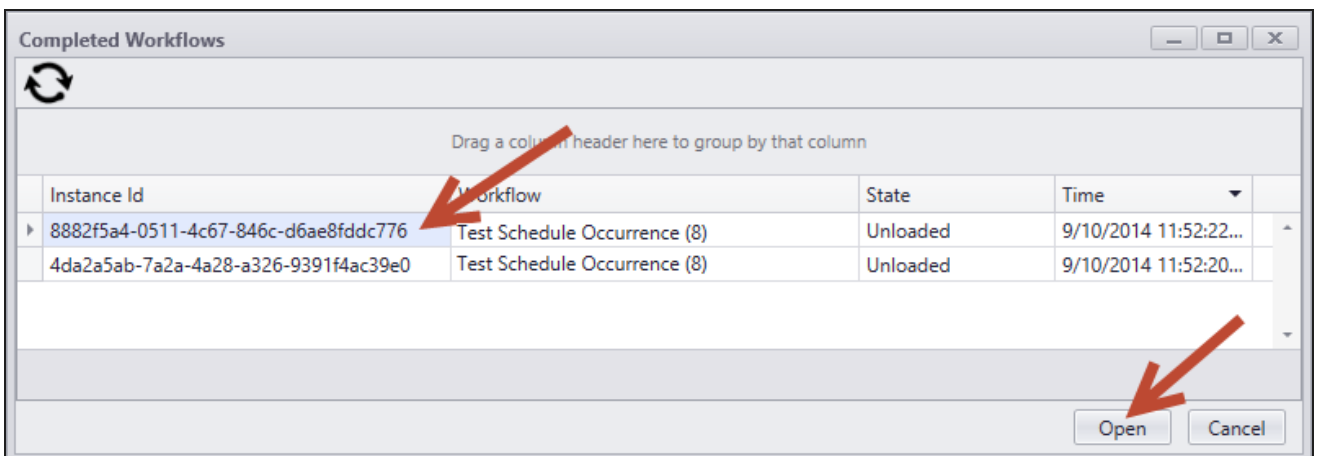 Completed Workflows
Drag a column header here to group by that column
Instance Id Workflow State Time
8882f5a4-0511-4c67-846c-d6ae8fddc776 Test Schedule Occurrence (8) Unloaded 9/10/2014 11:52:22...
4da2a5ab-7a2a-4a28-a326-9391f4ac39e0 Test Schedule Occurrence (8) Unloaded 9/10/2014 11:52:20...
Open Cancel